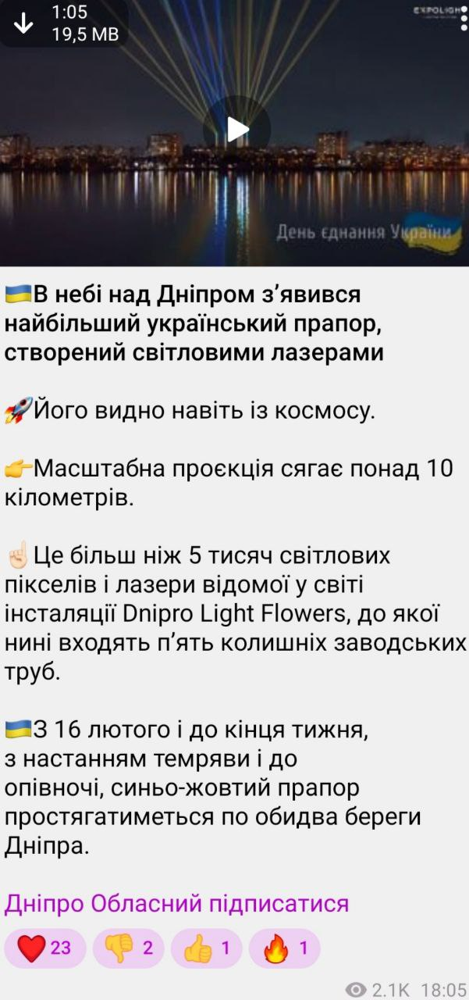 1:05
19,5 MB
EXPOLIGHT
День єднання України
🇺🇦В небі над Дніпром з’явився
найбільший український прапор,
створений світловими лазерами
🚀Його видно навіть із космосу.
👉Масштабна проєкція сягає понад 10
кілометрів.
☝🏻Це більш ніж 5 тисяч світлових
пікселів і лазери відомої у світі
інсталяції Dnipro Light Flowers, до якої
нині входять п’ять колишніх заводських
труб.
🇺🇦З 16 лютого і до кінця тижня,
з настанням темряви і до
опівночі, синьо-жовтий прапор
простягатиметься по обидва береги
Дніпра.
Дніпро Обласний підписатися
❤️ 23 👎 2 👍 1 🔥 1
2.1K 18:05